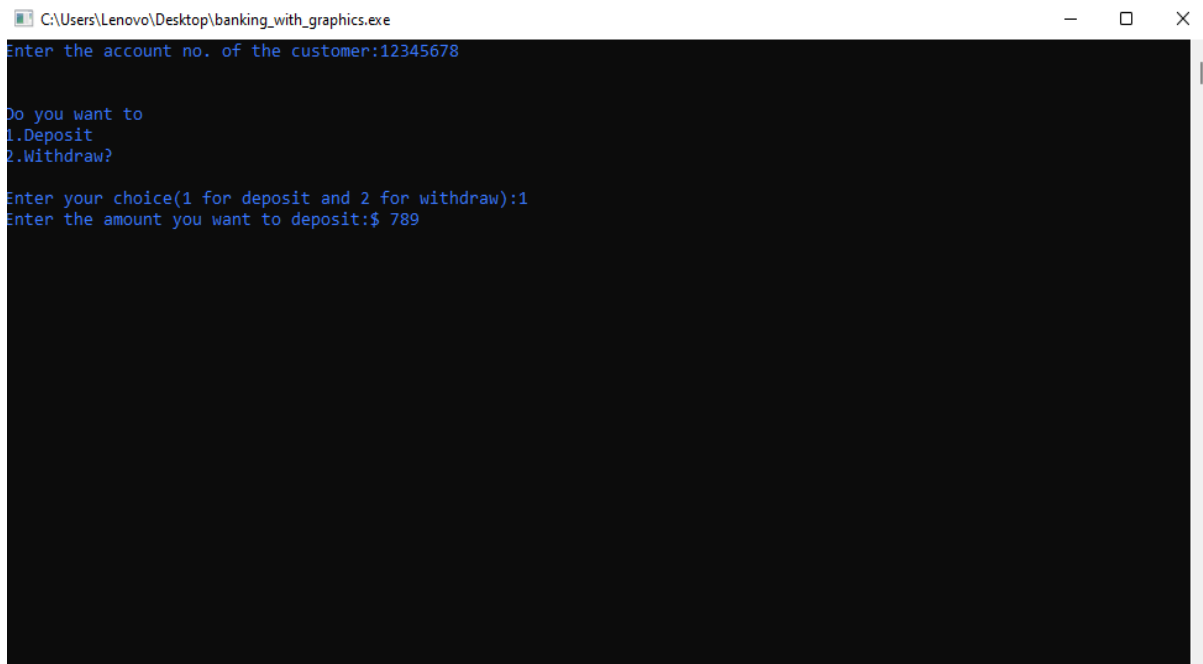 C:\Users\Lenovo\Desktop\banking_with_graphics.exe
Enter the account no. of the customer:12345678
Do you want to
1.Deposit
2.Withdraw?
Enter your choice(1 for deposit and 2 for withdraw):1
Enter the amount you want to deposit:$ 789